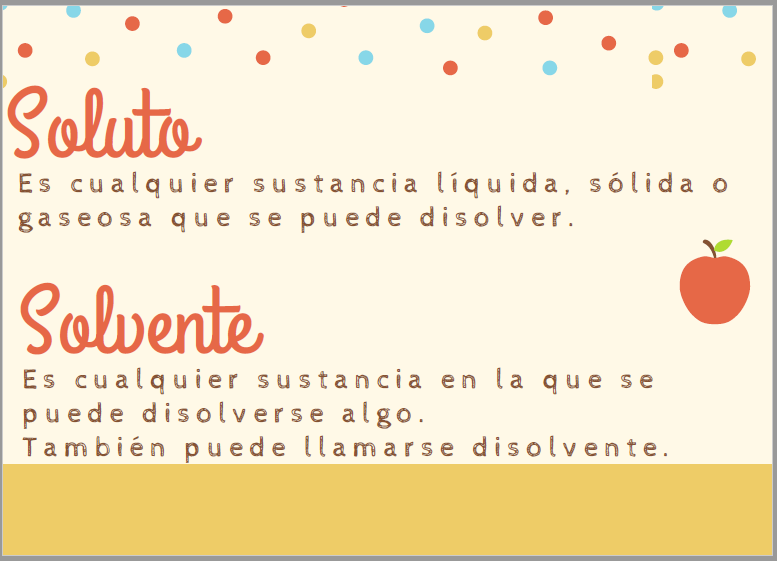 Soluto
Es cualquier sustancia líquida, sólida o
gaseosa que se puede disolver.
Solvente
Es cualquier sustancia en la que se
puede disolverse algo.
También puede llamarse disolvente.